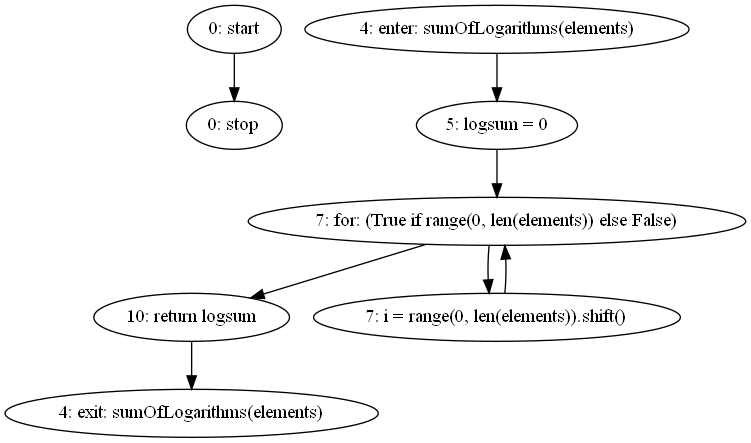 0: start
4: enter: sumOfLogarithms(elements)
0: stop
5: logsum = 0
7: for: (True if range(0, len(elements)) else False)
10: return logsum
7: i = range(0, len(elements)).shift()
4: exit: sumOfLogarithms(elements)